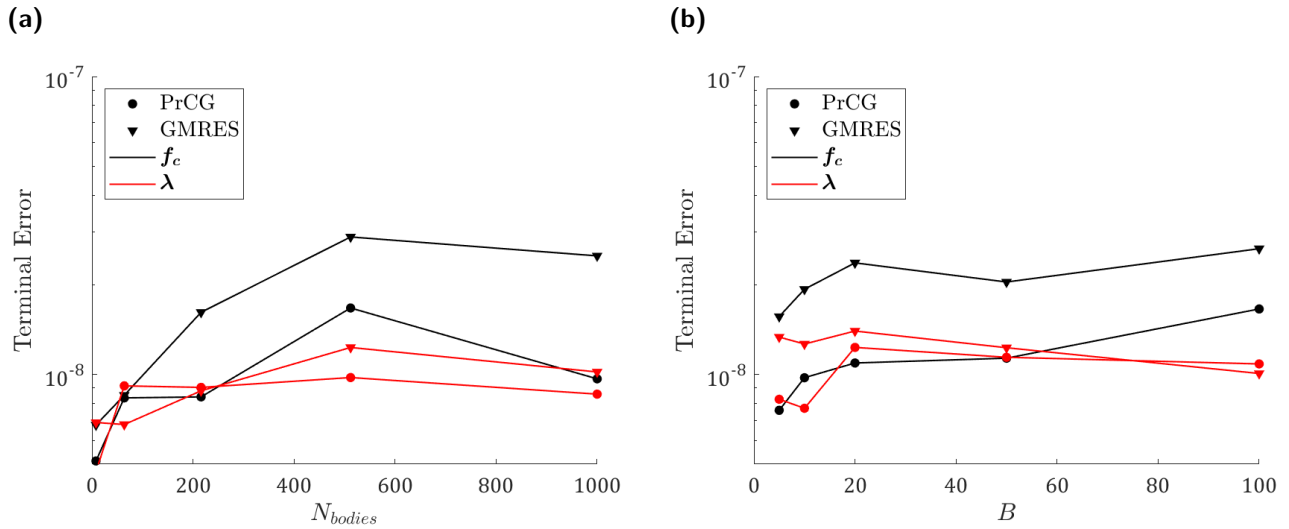 (a)
10^-7
PrCG
GMRES
f_c
λ
10^-8
Terminal Error
0 200 400 600 800 1000
N_bodies
(b)
10^-7
PrCG
GMRES
f_c
λ
10^-8
Terminal Error
0 20 40 60 80 100
B